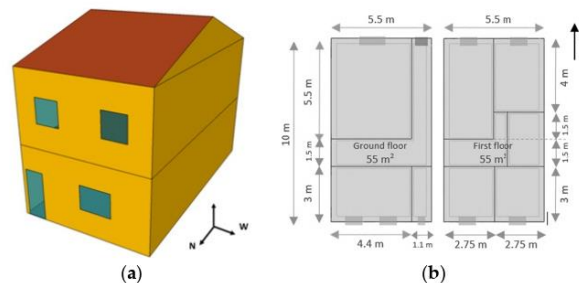 5.5 m
5.5 m
10 m
5.5 m
1.5 m
3 m
Ground floor
55 m²
First floor
55 m²
4 m
1.5 m
1.5 m
3 m
4.4 m
1.1 m
2.75 m
2.75 m
N
W
(a)
(b)